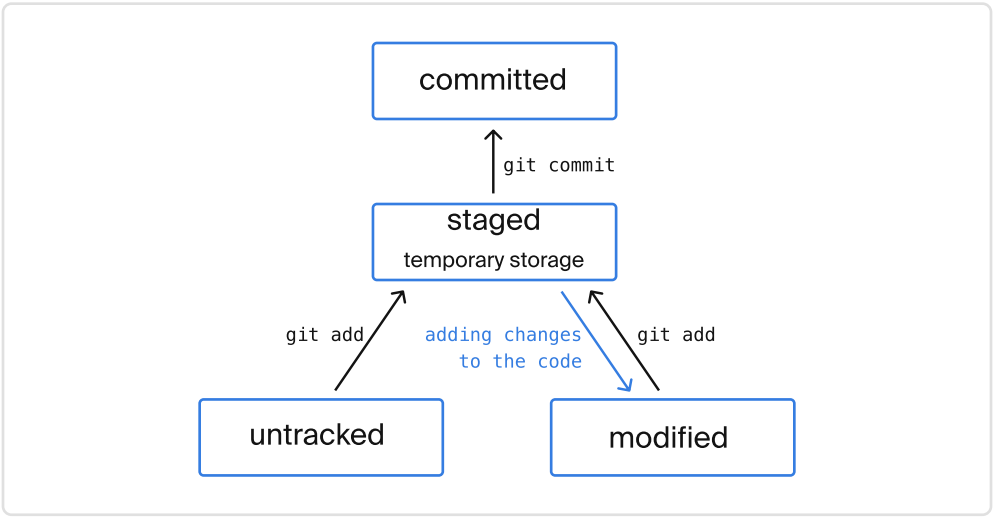 committed
git commit
staged
temporary storage
git add
adding changes
to the code
git add
untracked
modified